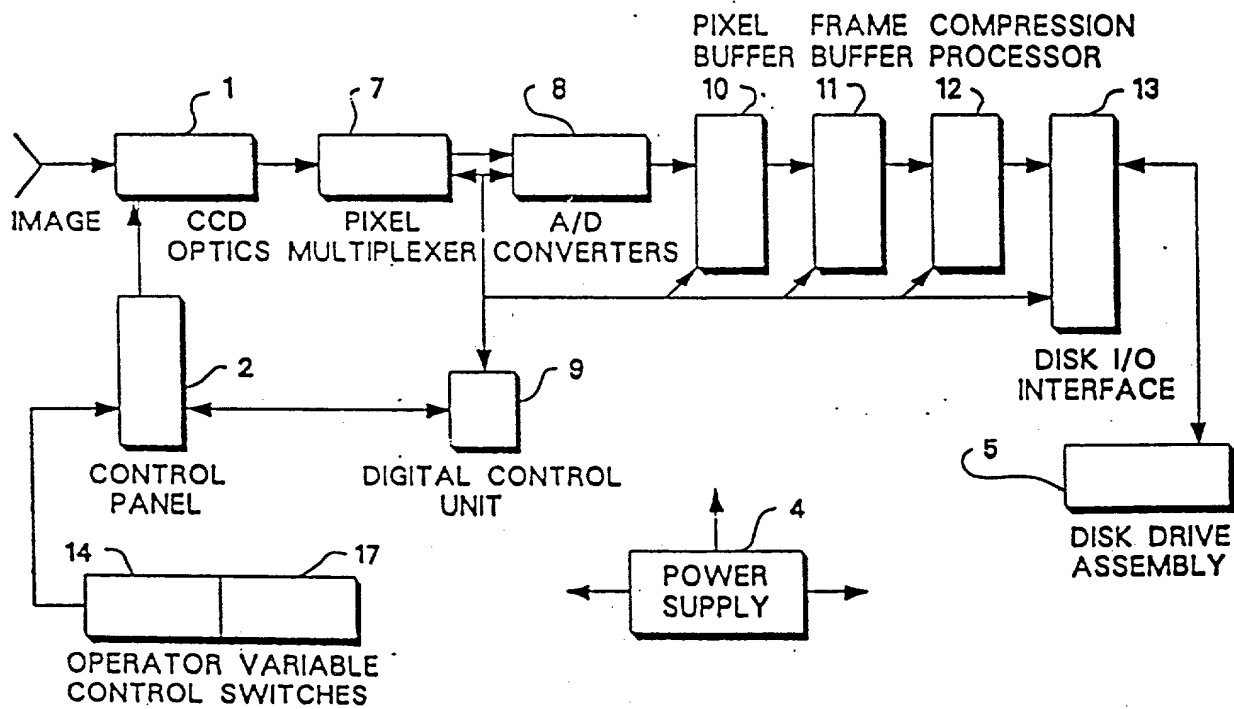 PIXEL FRAME COMPRESSION
BUFFER BUFFER PROCESSOR
1
7
8
10
11
12
13
IMAGE
CCD
OPTICS
PIXEL
MULTIPLEXER
A/D
CONVERTERS
2
9
DISK I/O
INTERFACE
CONTROL
PANEL
DIGITAL CONTROL
UNIT
5
4
DISK DRIVE
ASSEMBLY
14
17
POWER
SUPPLY
OPERATOR VARIABLE
CONTROL SWITCHES